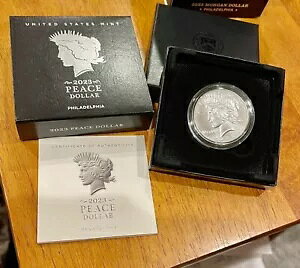 2023 MORGAN DOLLAR
PHILADELPHIA
UNITED STATES MINT
2023
PEACE
DOLLAR
PHILADELPHIA
2023 PEACE DOLLAR
CERTIFICATE OF AUTHENTICITY
2023
PEACE
DOLLAR